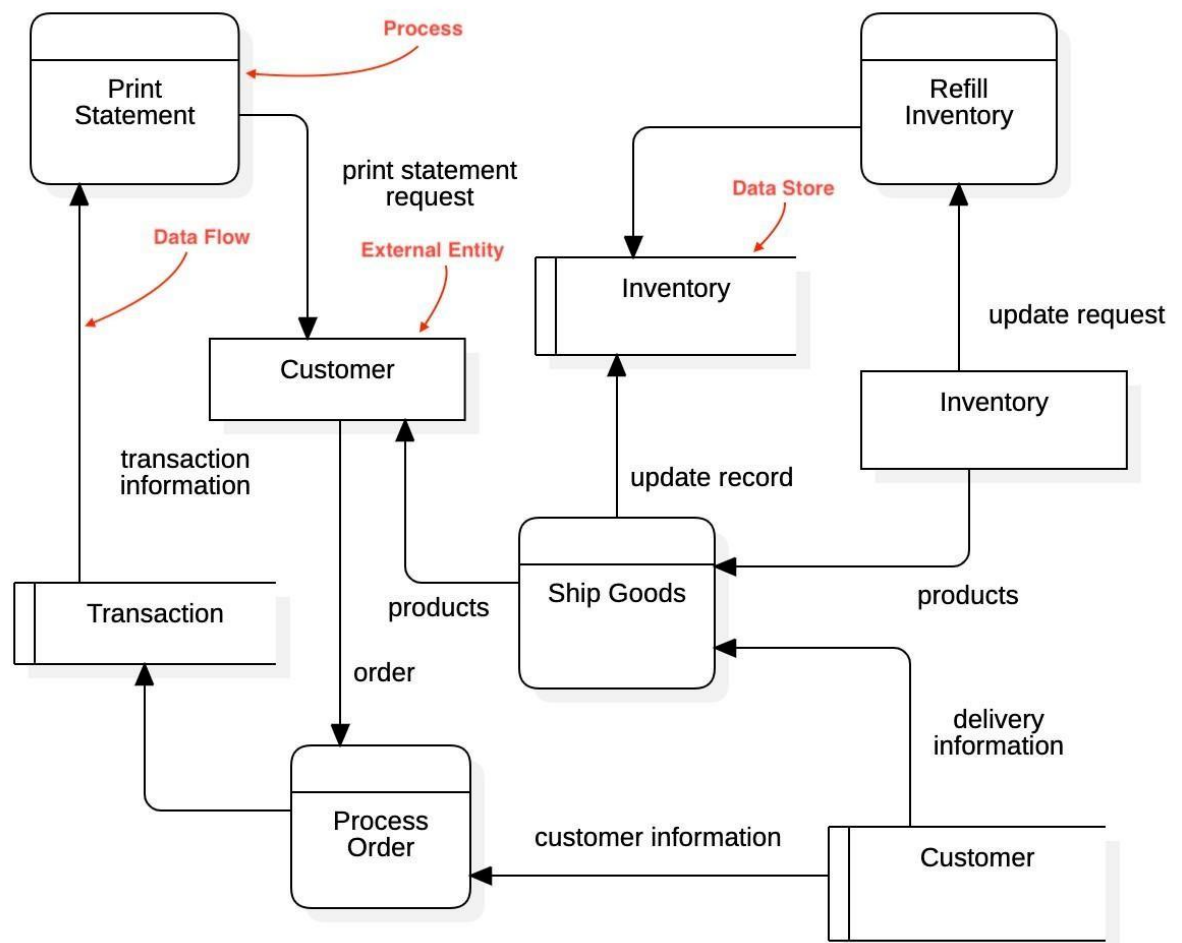 Process
Print
Statement
Refill
Inventory
print statement
request
Data Store
Data Flow
External Entity
Inventory
update request
Customer
Inventory
transaction
information
update record
Ship Goods
products
products
Transaction
order
delivery
information
Process
Order
customer information
Customer